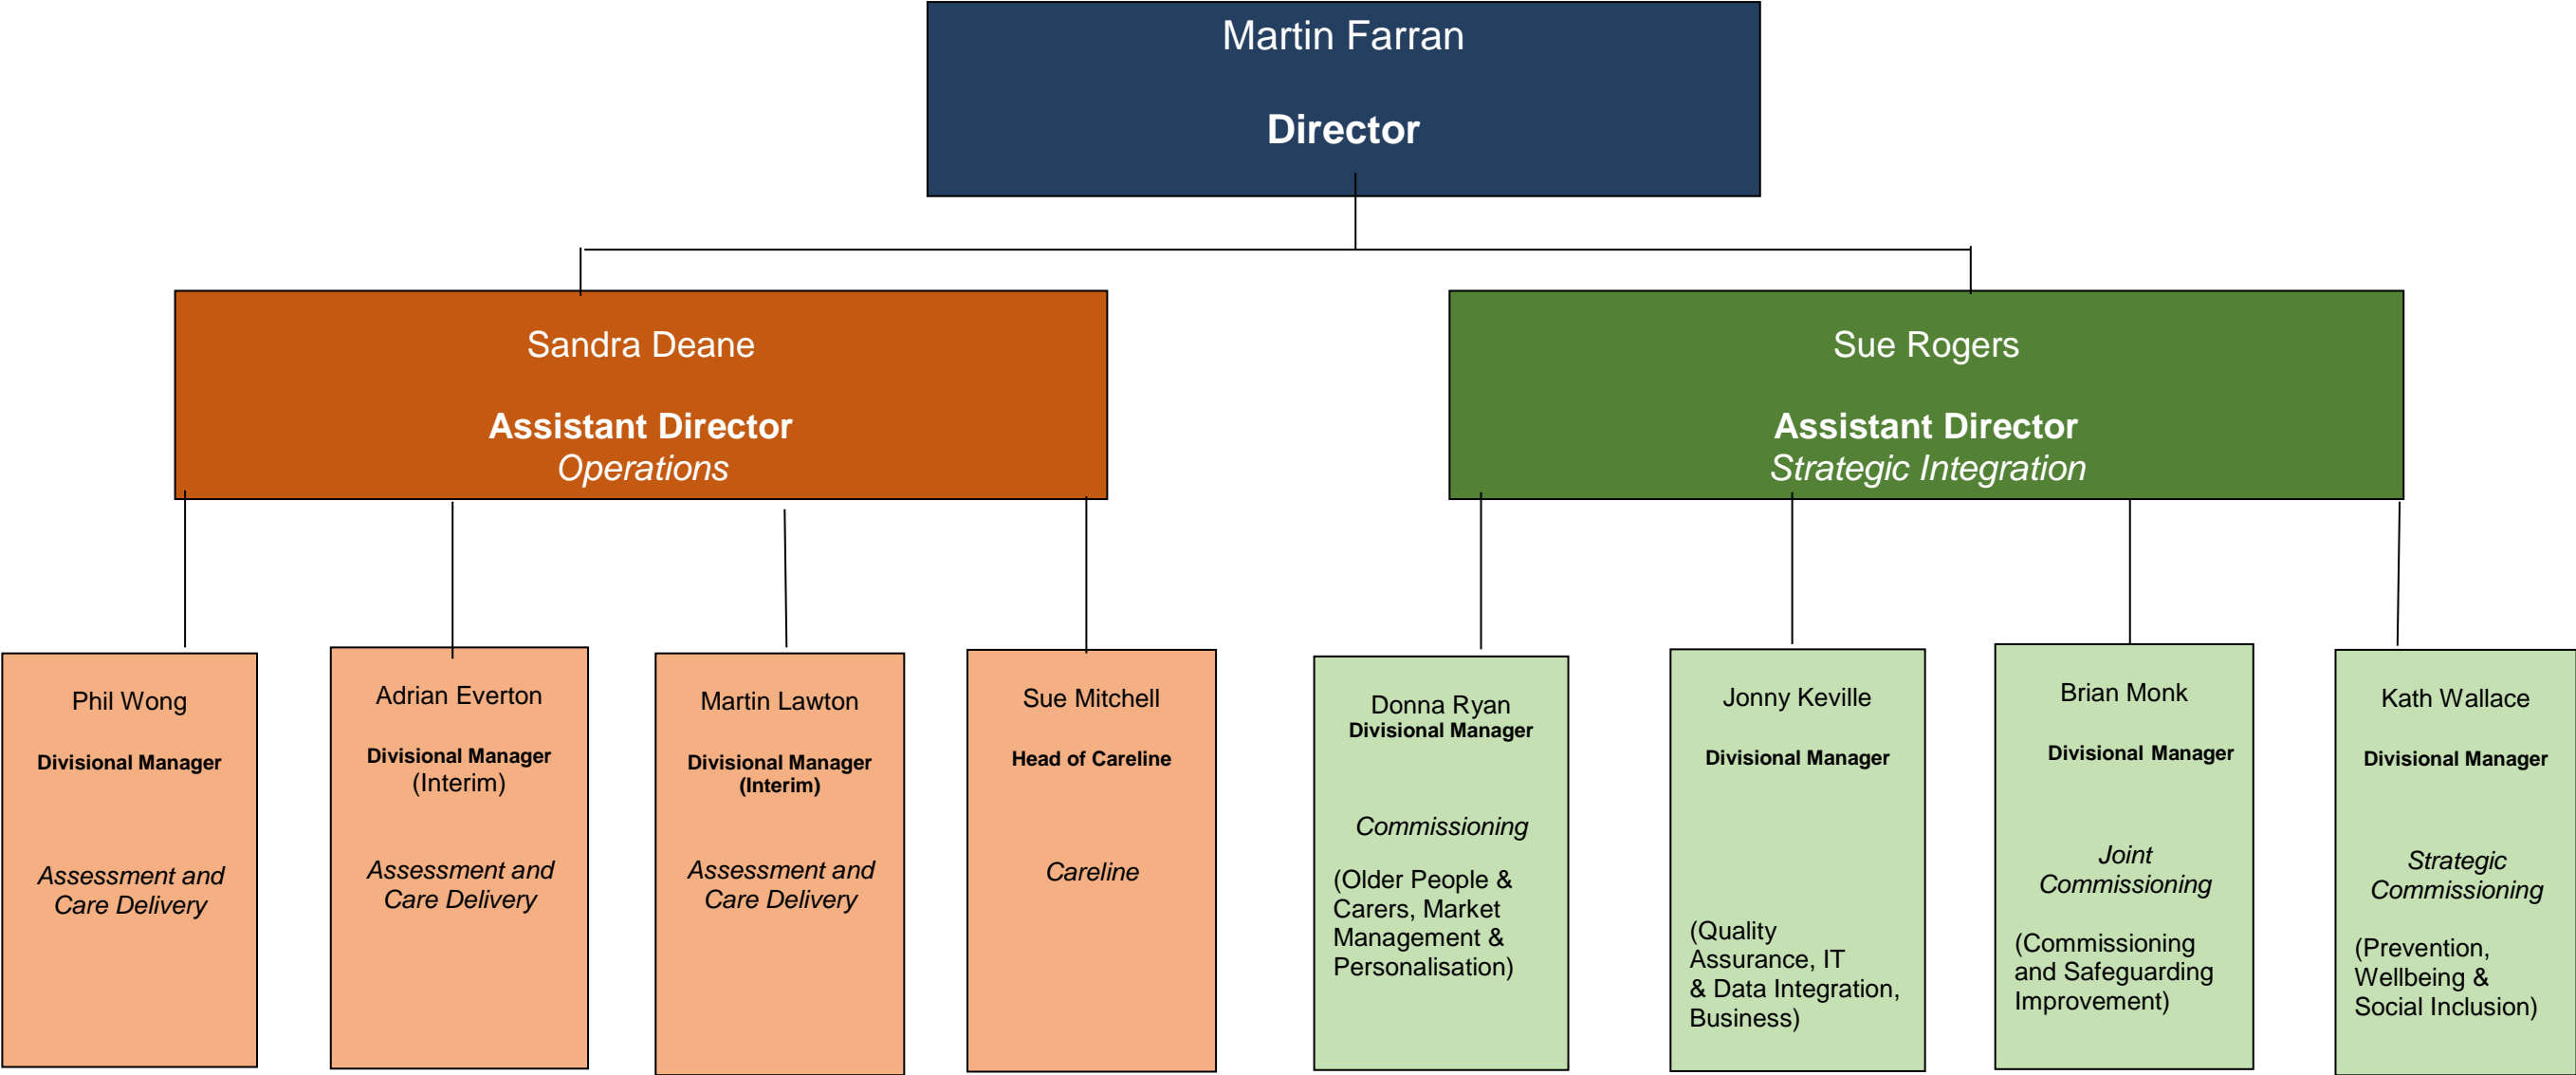 Martin Farran
Director
Sandra Deane
Assistant Director
Operations
Sue Rogers
Assistant Director
Strategic Integration
Phil Wong
Divisional Manager
Assessment and
Care Delivery
Adrian Everton
Divisional Manager
(Interim)
Assessment and
Care Delivery
Martin Lawton
Divisional Manager
(Interim)
Assessment and
Care Delivery
Sue Mitchell
Head of Careline
Careline
Donna Ryan
Divisional Manager
Commissioning
(Older People &
Carers, Market
Management &
Personalisation)
Jonny Keville
Divisional Manager
(Quality
Assurance, IT
& Data Integration,
Business)
Brian Monk
Divisional Manager
Joint
Commissioning
(Commissioning
and Safeguarding
Improvement)
Kath Wallace
Divisional Manager
Strategic
Commissioning
(Prevention,
Wellbeing &
Social Inclusion)